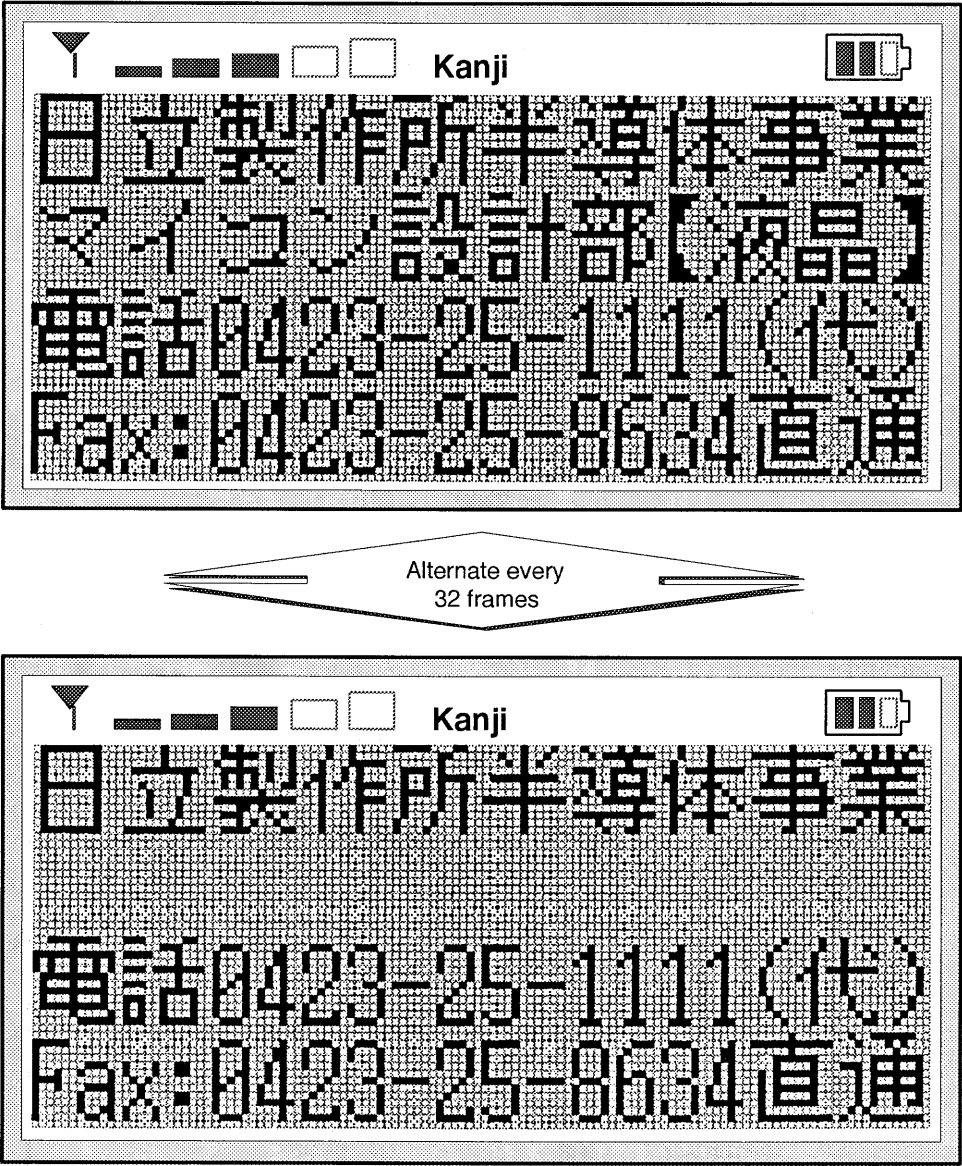 Kanji
日立製作所半導体事業
マイコン設計部【液晶】
電話0423-25-1111(代)
Fax:0423-25-8634直通
Alternate every
32 frames
Kanji
日立製作所半導体事業
電話0423-25-1111(代)
Fax:0423-25-8634直通